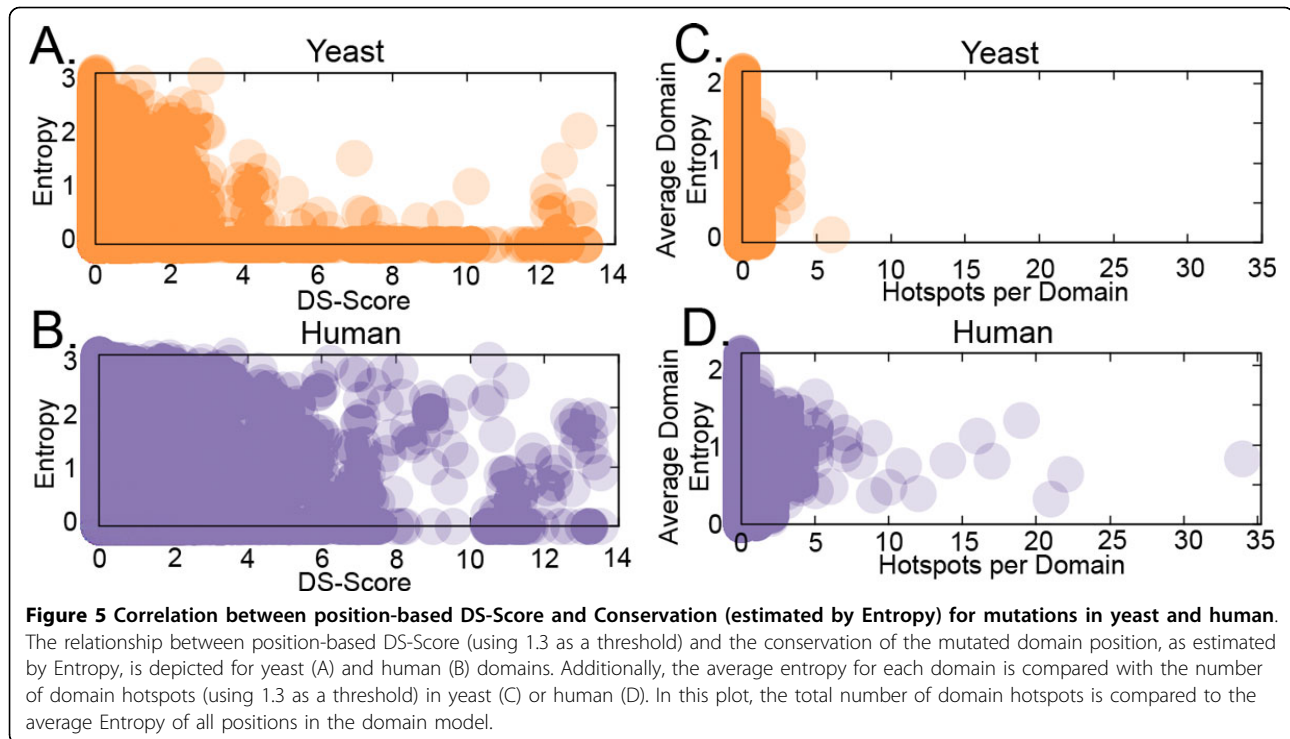 A.
Yeast
3
2
1
0
Entropy
0 2 4 6 8 10 12 14
DS-Score
B.
Human
3
2
1
0
Entropy
0 2 4 6 8 10 12 14
DS-Score
C.
Yeast
2
1
0
Average Domain
Entropy
0 5 10 15 20 25 30 35
Hotspots per Domain
D.
Human
2
1
0
Average Domain
Entropy
0 5 10 15 20 25 30 35
Hotspots per Domain
Figure 5 Correlation between position-based DS-Score and Conservation (estimated by Entropy) for mutations in yeast and human.
The relationship between position-based DS-Score (using 1.3 as a threshold) and the conservation of the mutated domain position, as estimated
by Entropy, is depicted for yeast (A) and human (B) domains. Additionally, the average entropy for each domain is compared with the number
of domain hotspots (using 1.3 as a threshold) in yeast (C) or human (D). In this plot, the total number of domain hotspots is compared to the
average Entropy of all positions in the domain model.